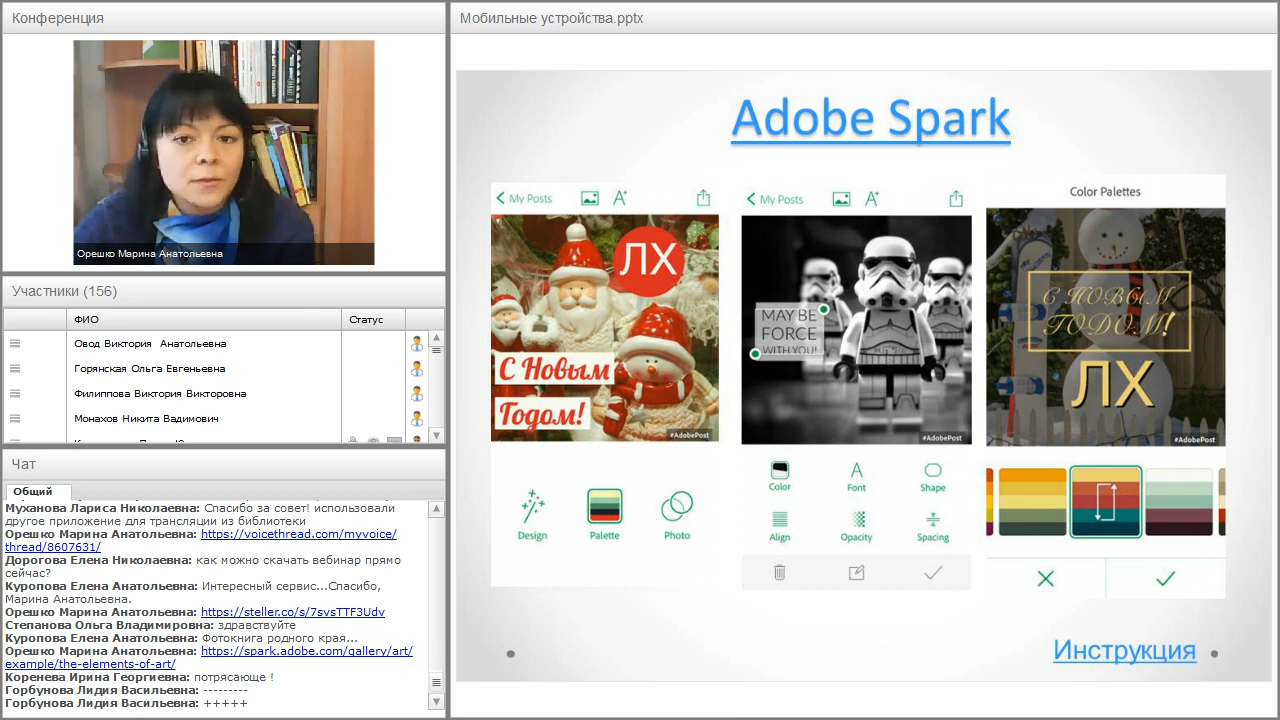 Конференция
Орешко Марина Анатольевна
Участники (156)
ФИО
Статус
Овод Виктория Анатольевна
Горянская Ольга Евгеньевна
Филиппова Виктория Викторовна
Монахов Никита Вадимович
Чат
Общий
Муханова Лариса Николаевна: Спасибо за совет! использовали
другое приложение для трансляции из библиотеки
Орешко Марина Анатольевна: https://voicethread.com/myvoice/
thread/8607631/
Дорогова Елена Николаевна: как можно скачать вебинар прямо
сейчас?
Куропова Елена Анатольевна: Интересный сервис...Спасибо,
Марина Анатольевна.
Орешко Марина Анатольевна: https://steller.co/s/7svsTTF3Udv
Степанова Ольга Владимировна: здравствуйте
Куропова Елена Анатольевна: Фотокнига родного края...
Орешко Марина Анатольевна: https://spark.adobe.com/gallery/art/
example/the-elements-of-art/
Коренева Ирина Георгиевна: потрясающе !
Горбунова Лидия Васильевна: ---------
Горбунова Лидия Васильевна: +++++
Мобильные устройства.pptx
Adobe Spark
My Posts
A+
ЛХ
С Новым
Годом!
#AdobePost
Design
Palette
Photo
My Posts
A+
MAY BE
FORCE
WITH YOU!
#AdobePost
Color
Font
Shape
Align
Opacity
Spacing
Color Palettes
С НОВЫМ
ГОДОМ!
ЛХ
#AdobePost
Инструкция